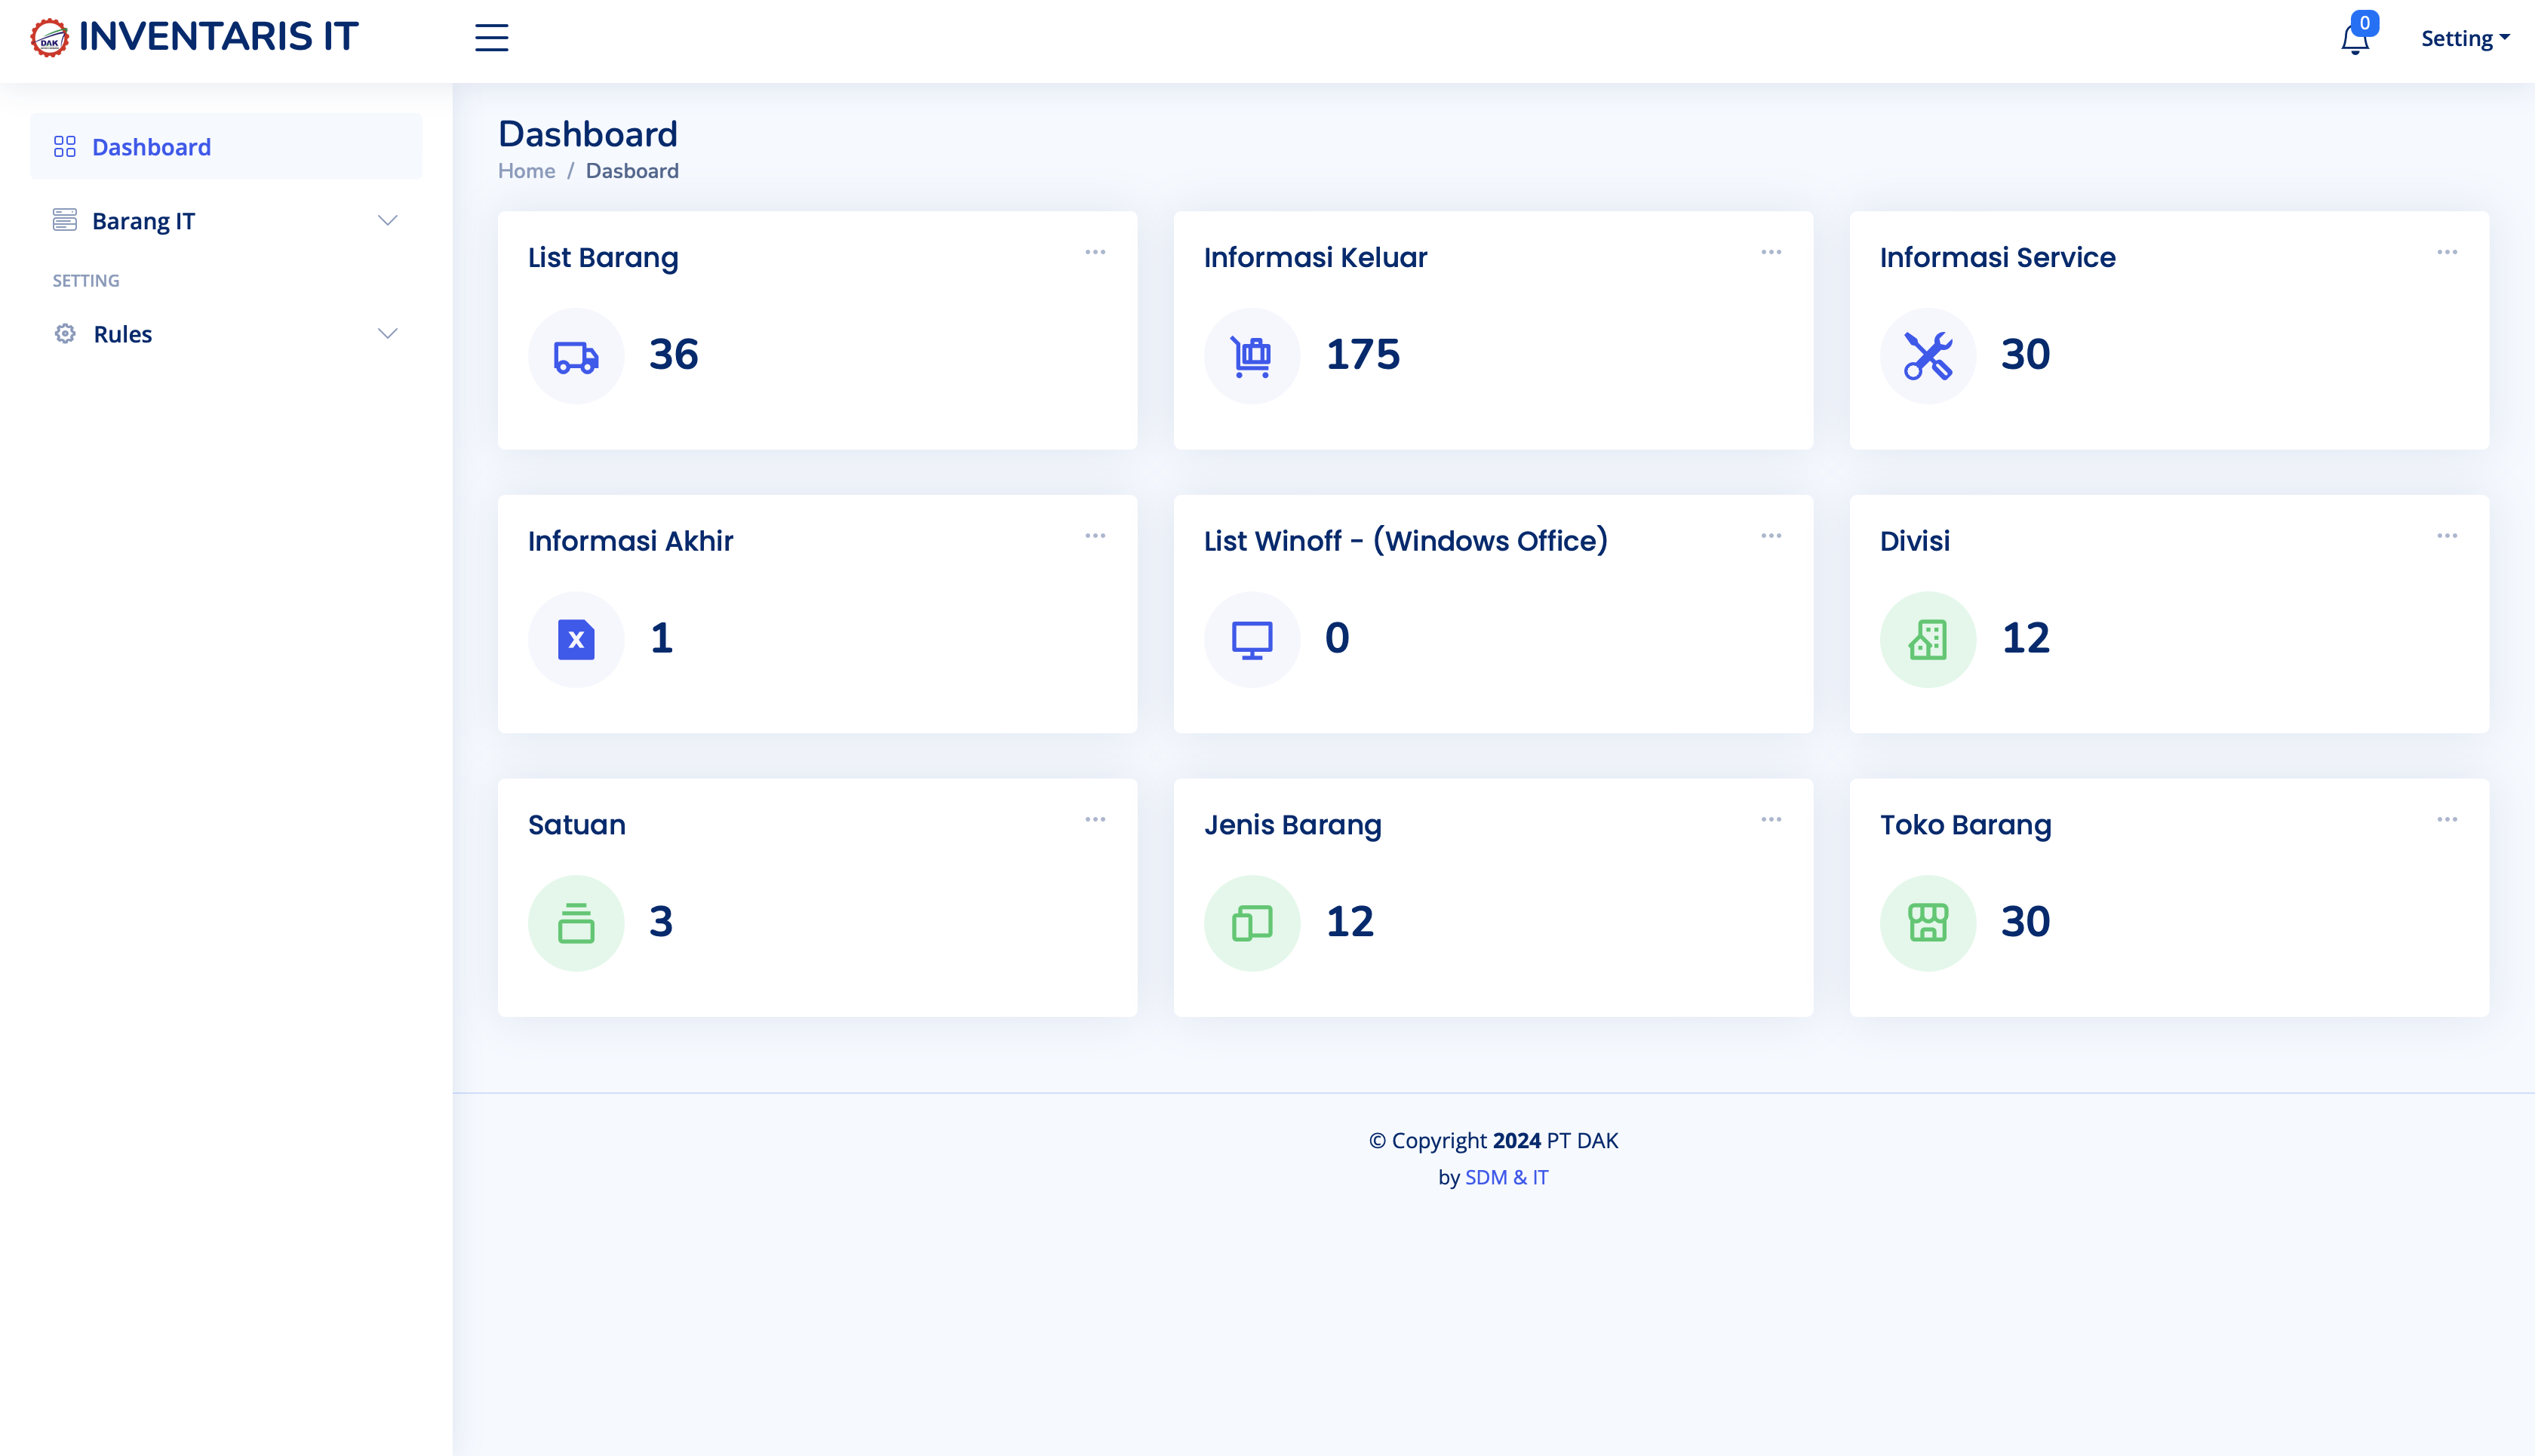 DAK INVENTARIS IT
0
Setting
Dashboard
Barang IT
SETTING
Rules
Dashboard
Home / Dasboard
List Barang
36
Informasi Keluar
175
Informasi Service
30
Informasi Akhir
1
List Winoff - (Windows Office)
0
Divisi
12
Satuan
3
Jenis Barang
12
Toko Barang
30
© Copyright 2024 PT DAK
by SDM & IT